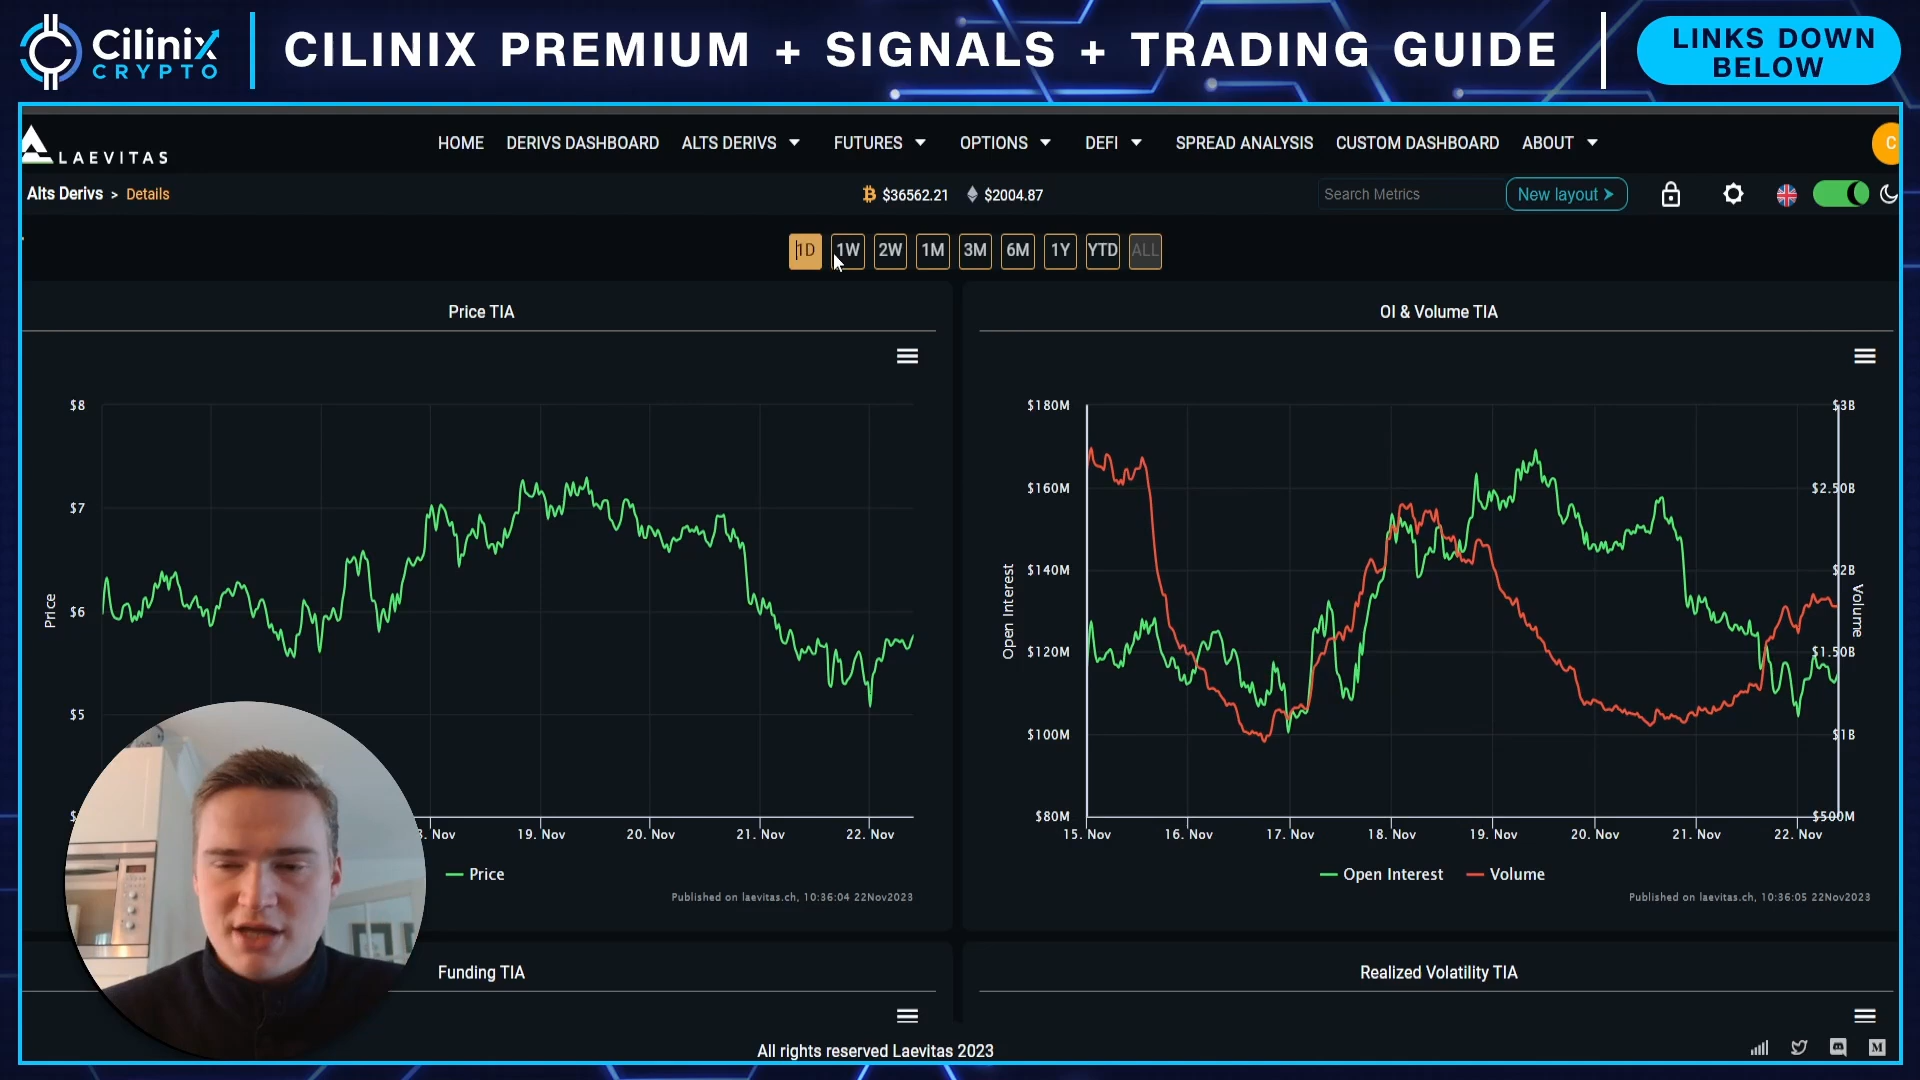 Cilinix
CRYPTO
CILINIX PREMIUM + SIGNALS + TRADING GUIDE
LINKS DOWN
BELOW
LAEVITAS
HOME DERIVS DASHBOARD ALTS DERIVS FUTURES OPTIONS DEFI SPREAD ANALYSIS CUSTOM DASHBOARD ABOUT
C
Alts Derivs > Details
$36562.21 $2004.87
Search Metrics
New layout
1D 1W 2W 1M 3M 6M 1Y YTD ALL
Price TIA
$8
$7
$6
$5
Price
18. Nov 19. Nov 20. Nov 21. Nov 22. Nov
Price
Published on laevitas.ch, 10:36:04 22Nov2023
OI & Volume TIA
$180M
$160M
$140M
$120M
$100M
$80M
Open Interest
$3B
$2.50B
$2B
$1.50B
$1B
$500M
Volume
15. Nov 16. Nov 17. Nov 18. Nov 19. Nov 20. Nov 21. Nov 22. Nov
Open Interest Volume
Published on laevitas.ch, 10:36:05 22Nov2023
Funding TIA
Realized Volatility TIA
All rights reserved Laevitas 2023